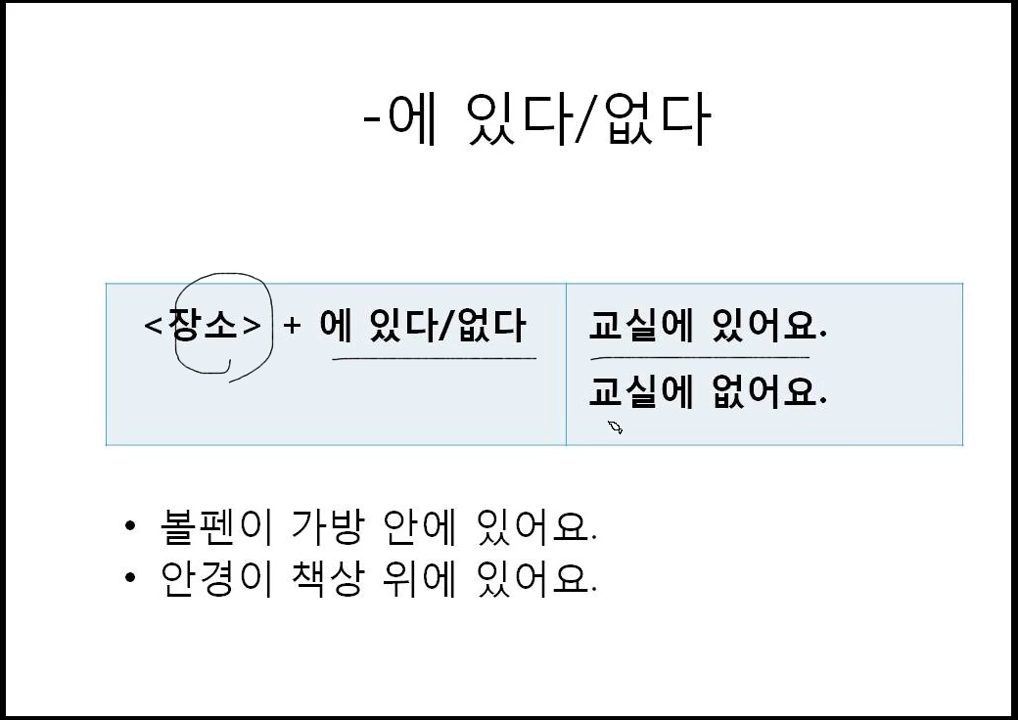 -에 있다/없다
<장소> + 에 있다/없다
교실에 있어요.
교실에 없어요.
• 볼펜이 가방 안에 있어요.
• 안경이 책상 위에 있어요.